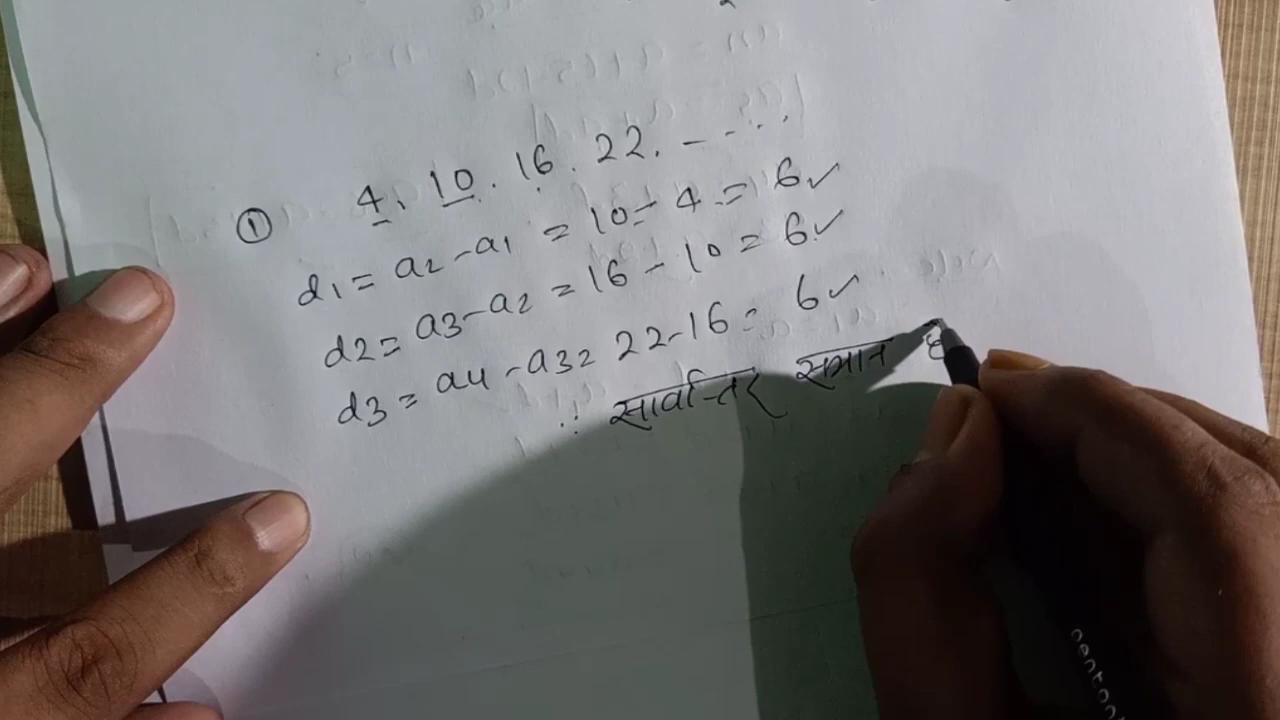 ① 4, 10, 16, 22, - - . . .
d1 = a2 - a1 = 10 - 4 = 6 ✓
d2 = a3 - a2 = 16 - 10 = 6 ✓
d3 = a4 - a3 = 22 - 16 = 6 ✓
∴ सार्वान्तर समान
pentoo